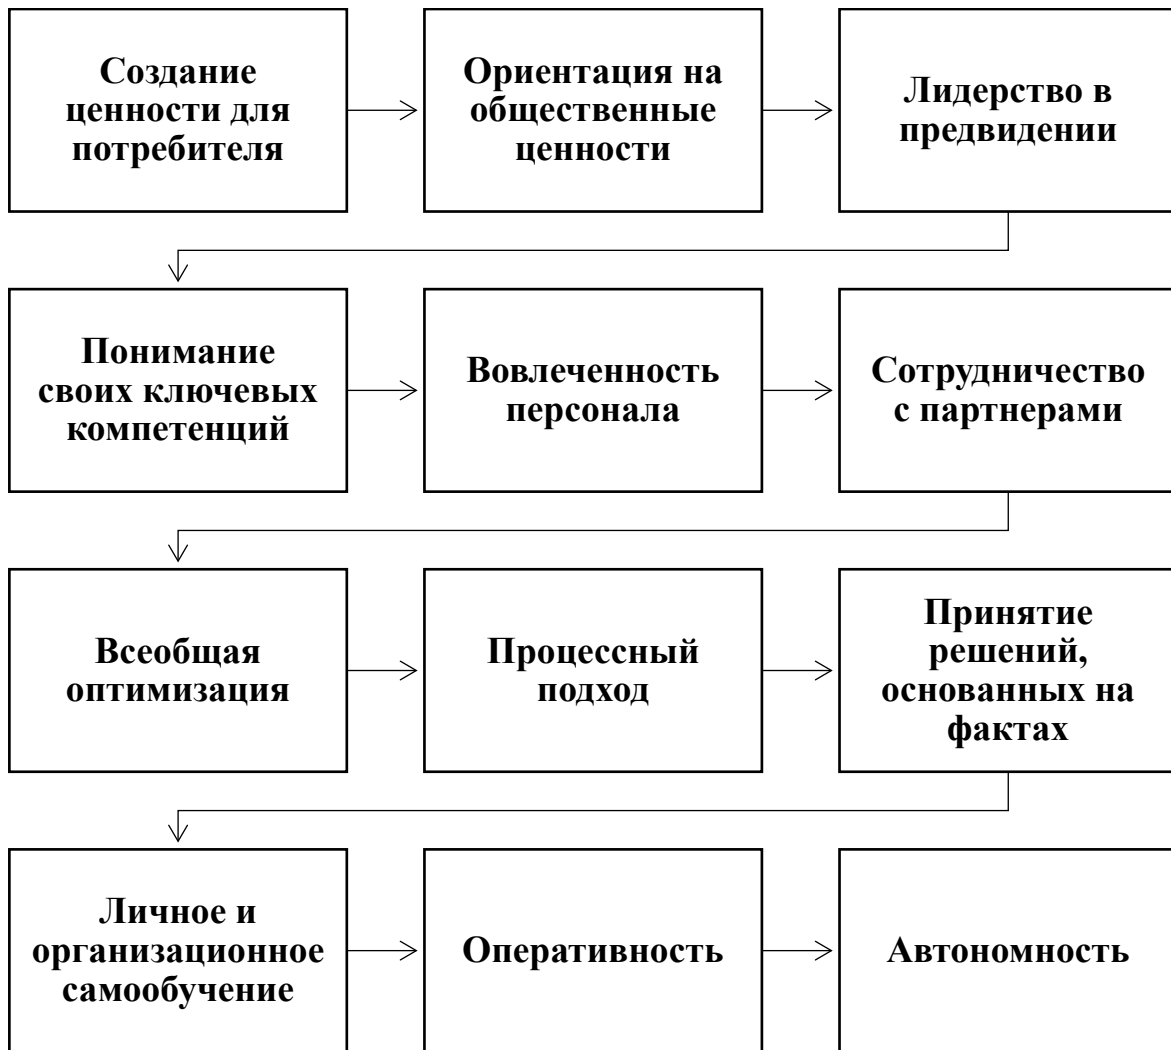 Создание
ценности для
потребителя
Ориентация на
общественные
ценности
Лидерство в
предвидении
Понимание
своих ключевых
компетенций
Вовлеченность
персонала
Сотрудничество
с партнерами
Всеобщая
оптимизация
Процессный
подход
Принятие
решений,
основанных на
фактах
Личное и
организационное
самообучение
Оперативность
Автономность